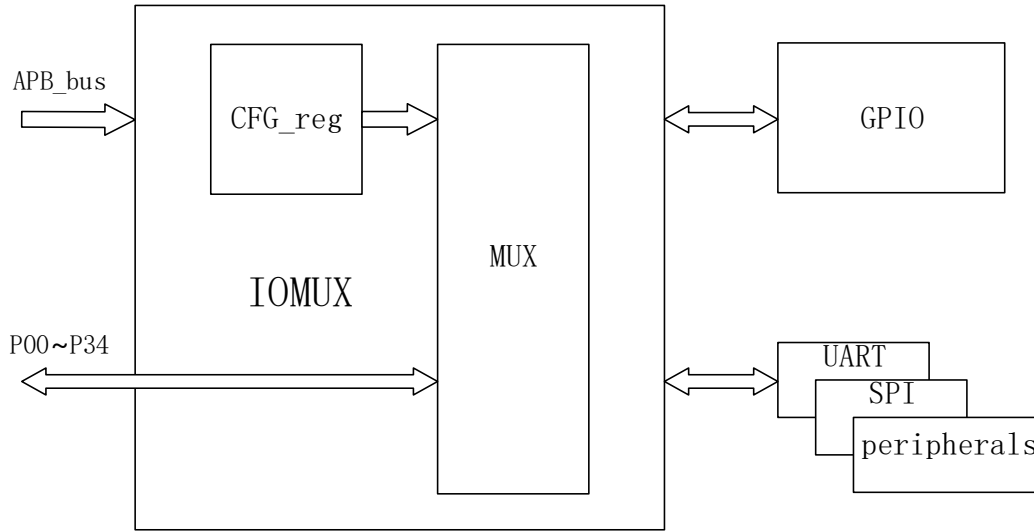 APB_bus
CFG_reg
GPIO
MUX
IOMUX
P00~P34
UART
SPI
peripherals